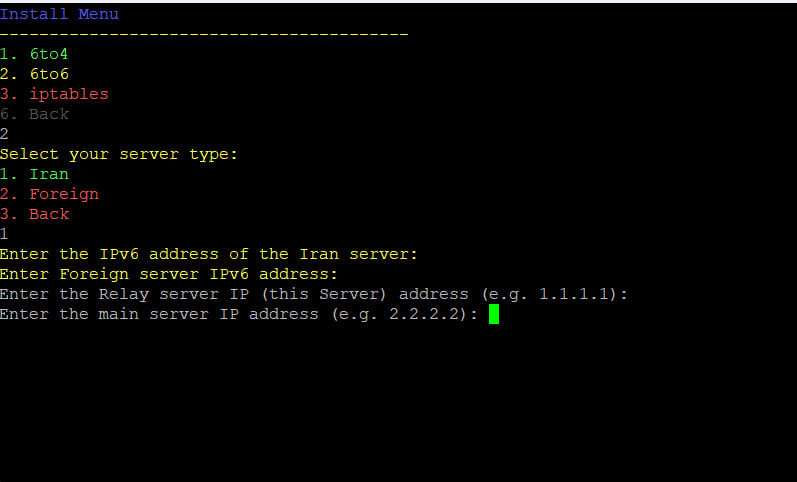 Install Menu
-----------------------------------------
1. 6to4
2. 6to6
3. iptables
6. Back
2
Select your server type:
1. Iran
2. Foreign
3. Back
1
Enter the IPv6 address of the Iran server:
Enter Foreign server IPv6 address:
Enter the Relay server IP (this Server) address (e.g. 1.1.1.1):
Enter the main server IP address (e.g. 2.2.2.2):